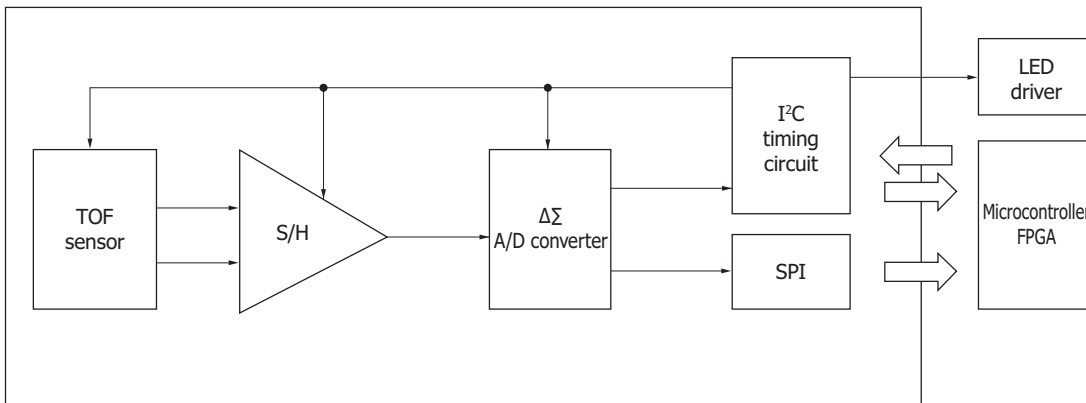 LED
driver
I²C
timing
circuit
TOF
sensor
S/H
ΔΣ
A/D converter
Microcontroller
FPGA
SPI